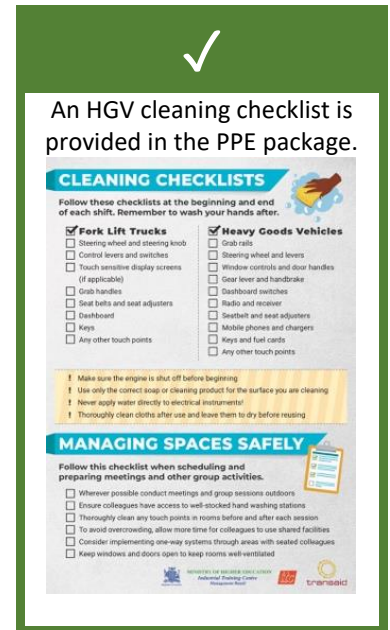 An HGV cleaning checklist is
provided in the PPE package.
CLEANING CHECKLISTS
Follow these checklists at the beginning and end
of each shift. Remember to wash your hands after.
Fork Lift Trucks
Steering wheel and steering knob
Control levers and switches
Touch sensitive display screens
(if applicable)
Grab handles
Seat belts and seat adjusters
Dashboard
Keys
Any other touch points
Heavy Goods Vehicles
Grab rails
Steering wheel and levers
Window controls and door handles
Gear lever and handbrake
Dashboard switches
Radio and receiver
Seatbelt and seat adjusters
Mobile phones and chargers
Keys and fuel cards
Any other touch points
! Make sure the engine is shut off before beginning
! Use only the correct soap or cleaning product for the surface you are cleaning
! Never apply water directly to electrical instruments!
! Thoroughly clean cloths after use and leave them to dry before reusing
MANAGING SPACES SAFELY
Follow this checklist when scheduling and
preparing meetings and other group activities.
Wherever possible conduct meetings and group sessions outdoors
Ensure colleagues have access to well-stocked hand washing stations
Thoroughly clean any touch points in rooms before and after each session
To avoid overcrowding, allow more time for colleagues to use shared facilities
Consider implementing one-way systems through areas with seated colleagues
Keep windows and doors open to keep rooms well-ventilated
MINISTRY OF HIGHER EDUCATION
Industrial Training Centre
Management Board
transaid